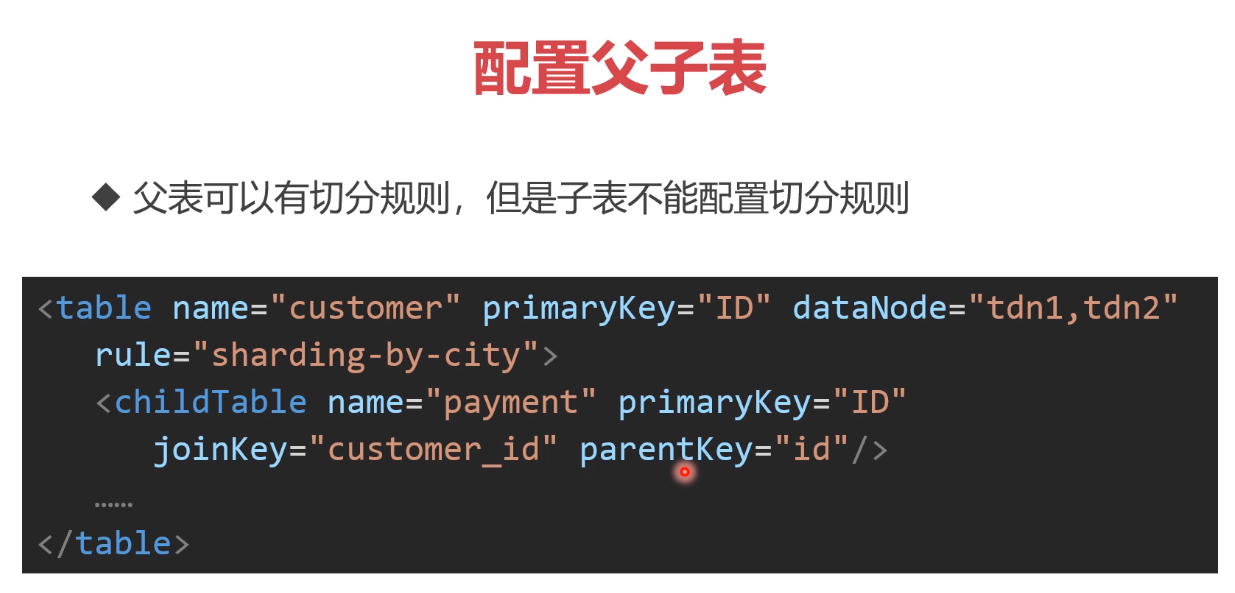 配置父子表
◆ 父表可以有切分规则，但是子表不能配置切分规则
<table name="customer" primaryKey="ID" dataNode="tdn1,tdn2"
rule="sharding-by-city">
<childTable name="payment" primaryKey="ID"
joinKey="customer_id" parentKey="id"/>
……
</table>